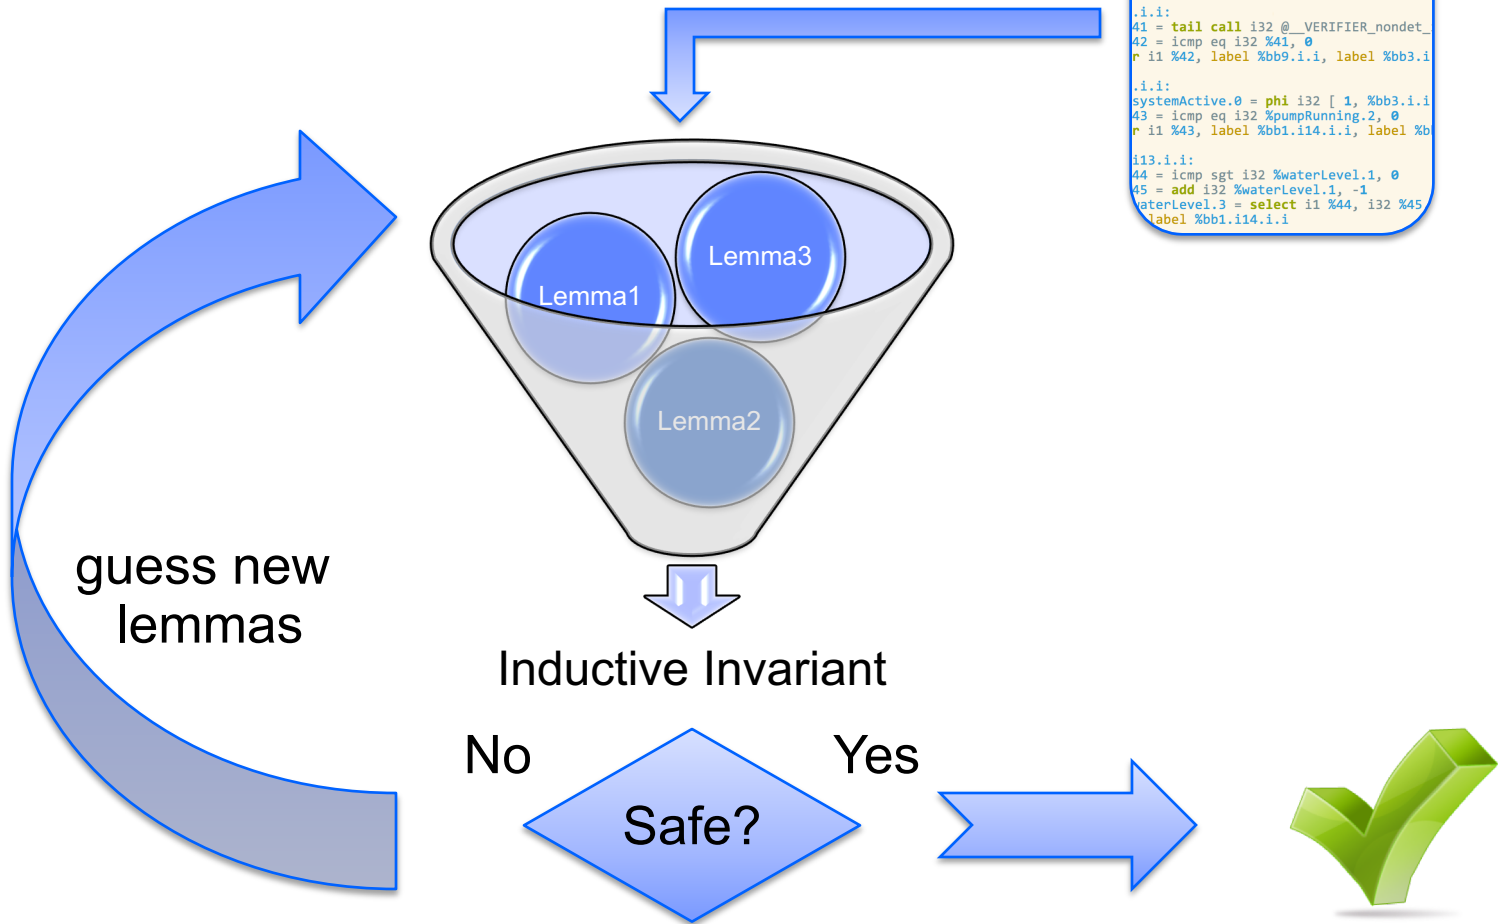 .i.i:
41 = tail call i32 @__VERIFIER_nondet_
42 = icmp eq i32 %41, 0
r i1 %42, label %bb9.i.i, label %bb3.i
.i.i:
systemActive.0 = phi i32 [ 1, %bb3.i.i
43 = icmp eq i32 %pumpRunning.2, 0
r i1 %43, label %bb1.i14.i.i, label %b
i13.i.i:
44 = icmp sgt i32 %waterLevel.1, 0
45 = add i32 %waterLevel.1, -1
waterLevel.3 = select i1 %44, i32 %45
label %bb1.i14.i.i
Lemma3
Lemma1
Lemma2
guess new
lemmas
Inductive Invariant
No
Yes
Safe?